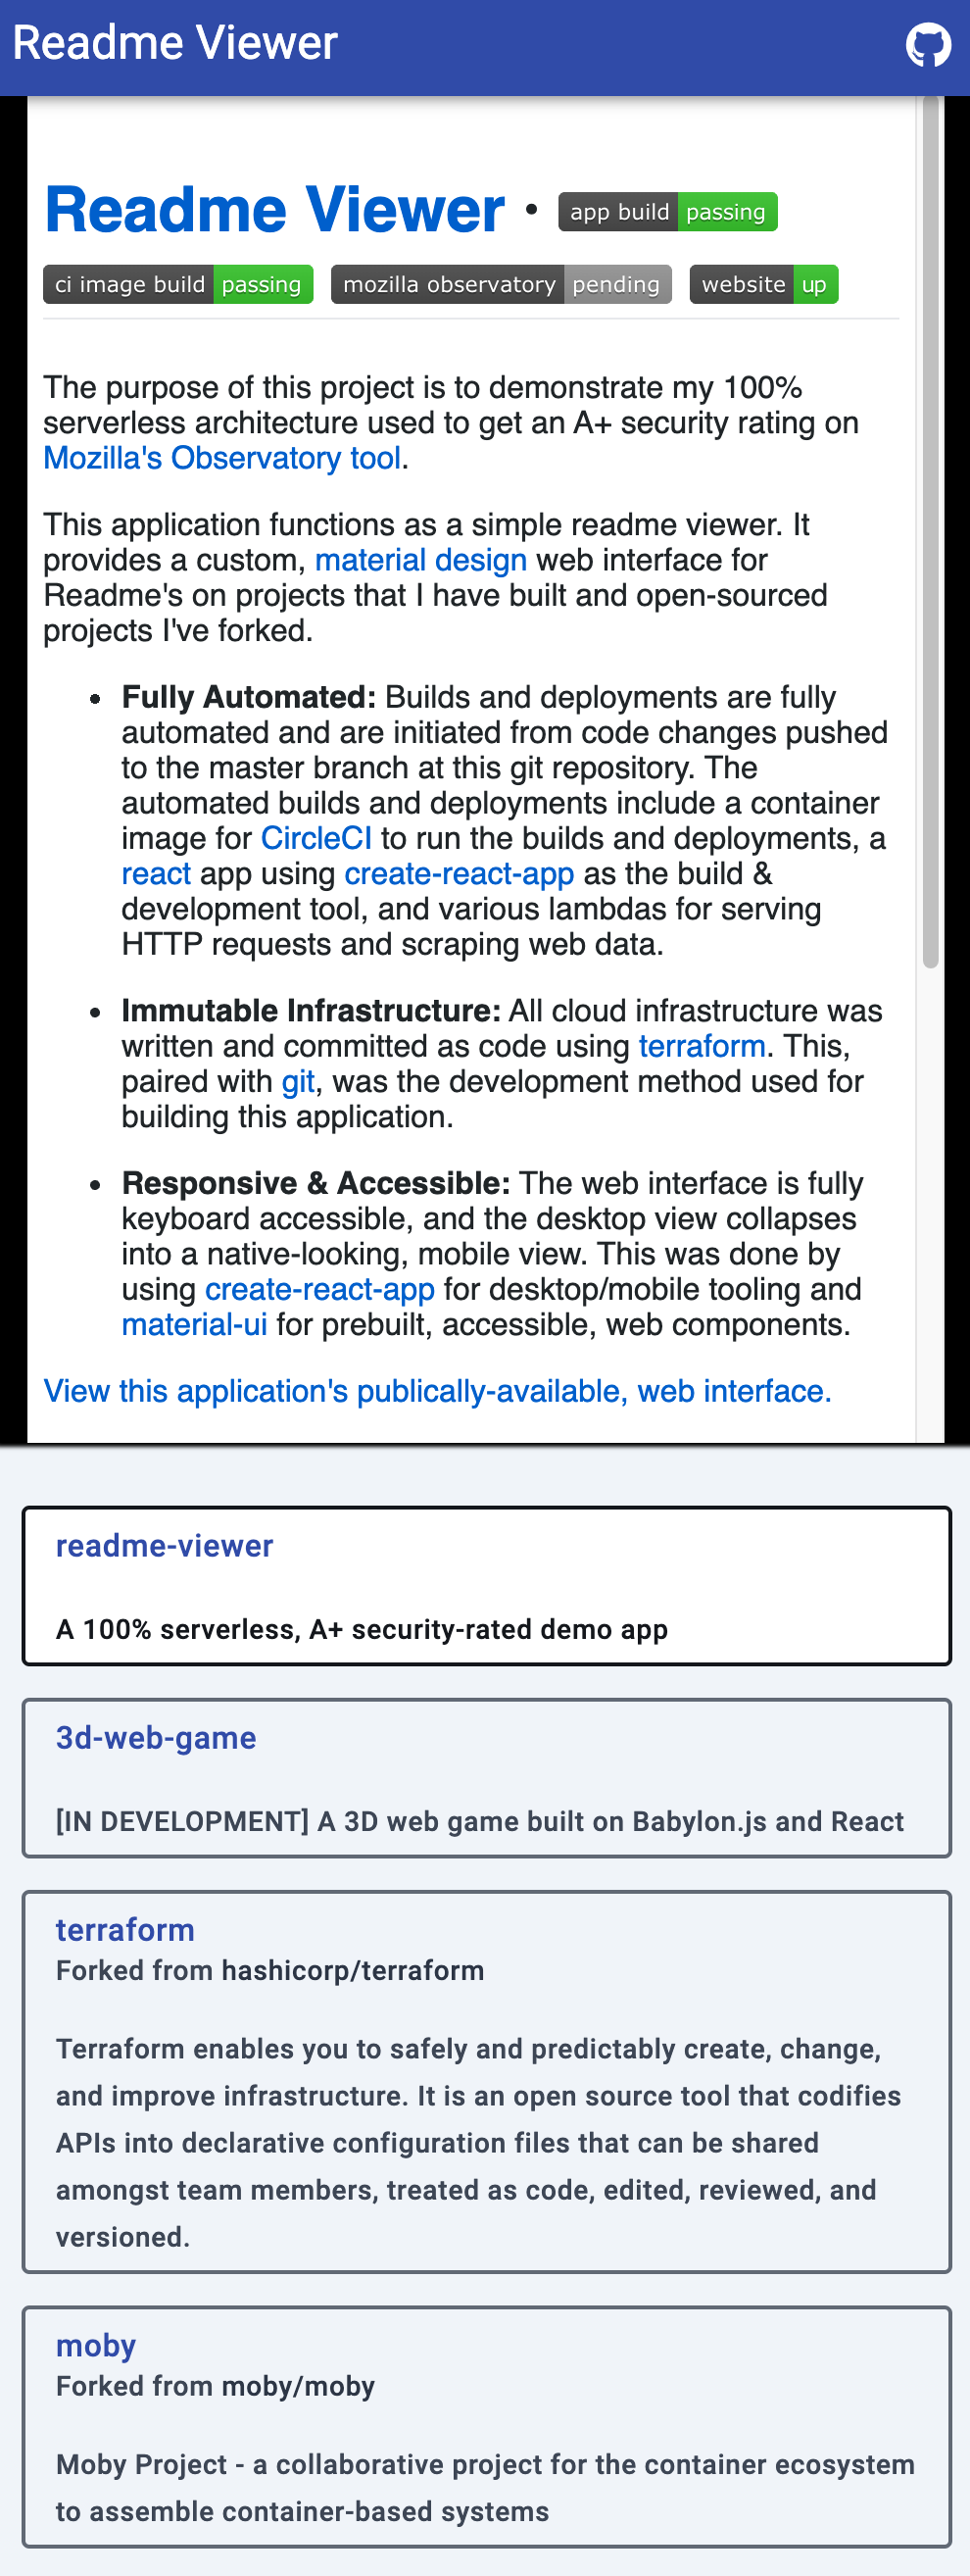 Readme Viewer
Readme Viewer · app build passing
ci image build passing mozilla observatory pending website up
The purpose of this project is to demonstrate my 100%
serverless architecture used to get an A+ security rating on
Mozilla's Observatory tool.
This application functions as a simple readme viewer. It
provides a custom, material design web interface for
Readme's on projects that I have built and open-sourced
projects I've forked.
• Fully Automated: Builds and deployments are fully
automated and are initiated from code changes pushed
to the master branch at this git repository. The
automated builds and deployments include a container
image for CircleCI to run the builds and deployments, a
react app using create-react-app as the build &
development tool, and various lambdas for serving
HTTP requests and scraping web data.
• Immutable Infrastructure: All cloud infrastructure was
written and committed as code using terraform. This,
paired with git, was the development method used for
building this application.
• Responsive & Accessible: The web interface is fully
keyboard accessible, and the desktop view collapses
into a native-looking, mobile view. This was done by
using create-react-app for desktop/mobile tooling and
material-ui for prebuilt, accessible, web components.
View this application's publically-available, web interface.
readme-viewer
A 100% serverless, A+ security-rated demo app
3d-web-game
[IN DEVELOPMENT] A 3D web game built on Babylon.js and React
terraform
Forked from hashicorp/terraform
Terraform enables you to safely and predictably create, change,
and improve infrastructure. It is an open source tool that codifies
APIs into declarative configuration files that can be shared
amongst team members, treated as code, edited, reviewed, and
versioned.
moby
Forked from moby/moby
Moby Project - a collaborative project for the container ecosystem
to assemble container-based systems